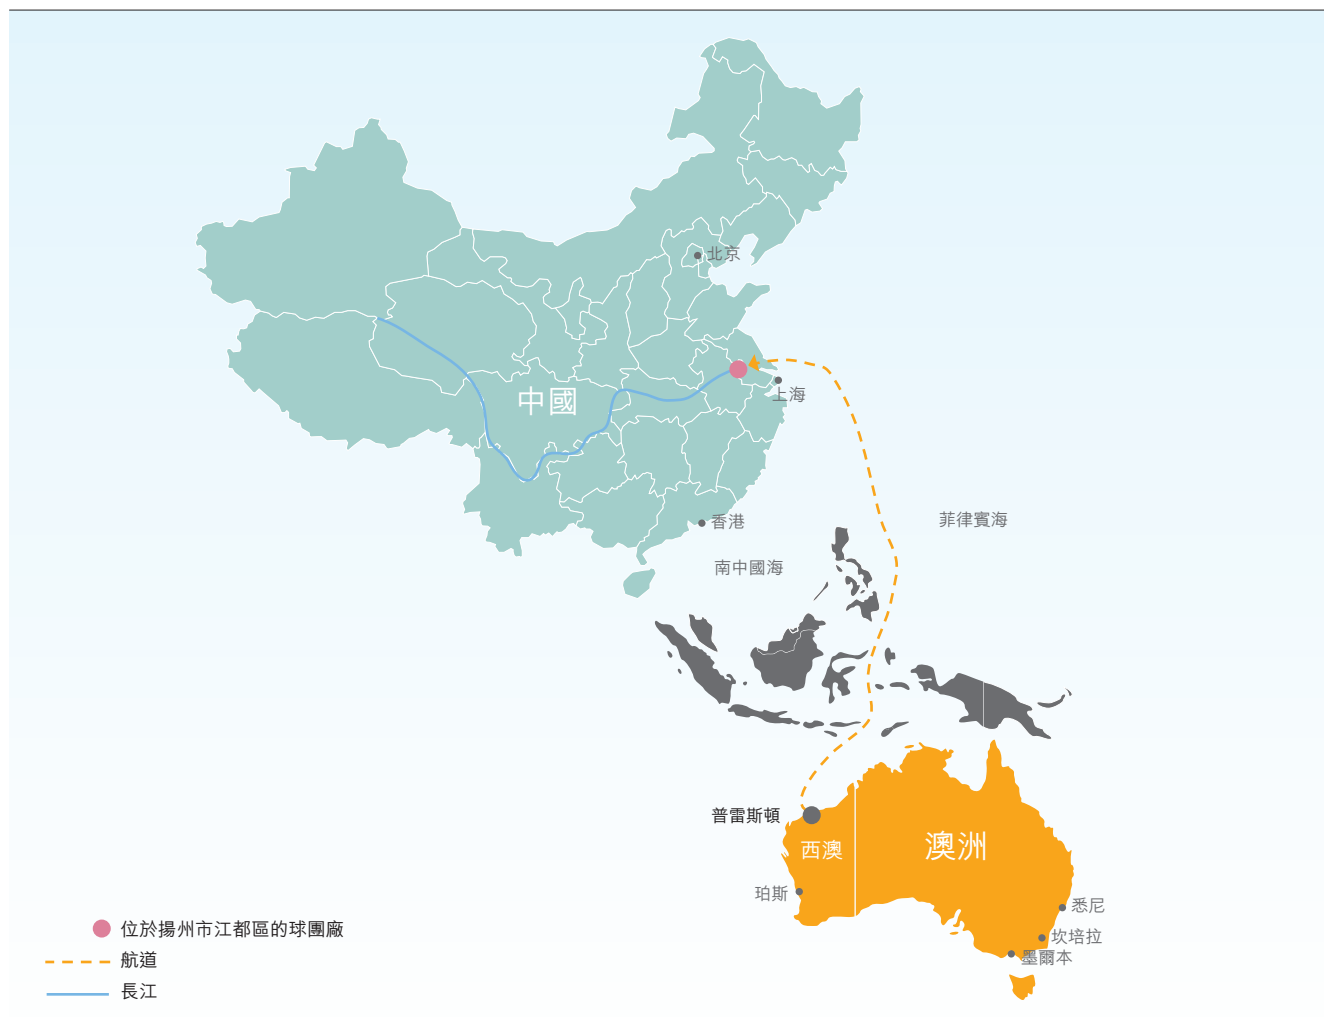 北京
中國
上海
菲律賓海
香港
南中國海
普雷斯頓
澳洲
西澳
珀斯
悉尼
位於揚州市江都區的球團廠
坎培拉
墨爾本
航道
長江